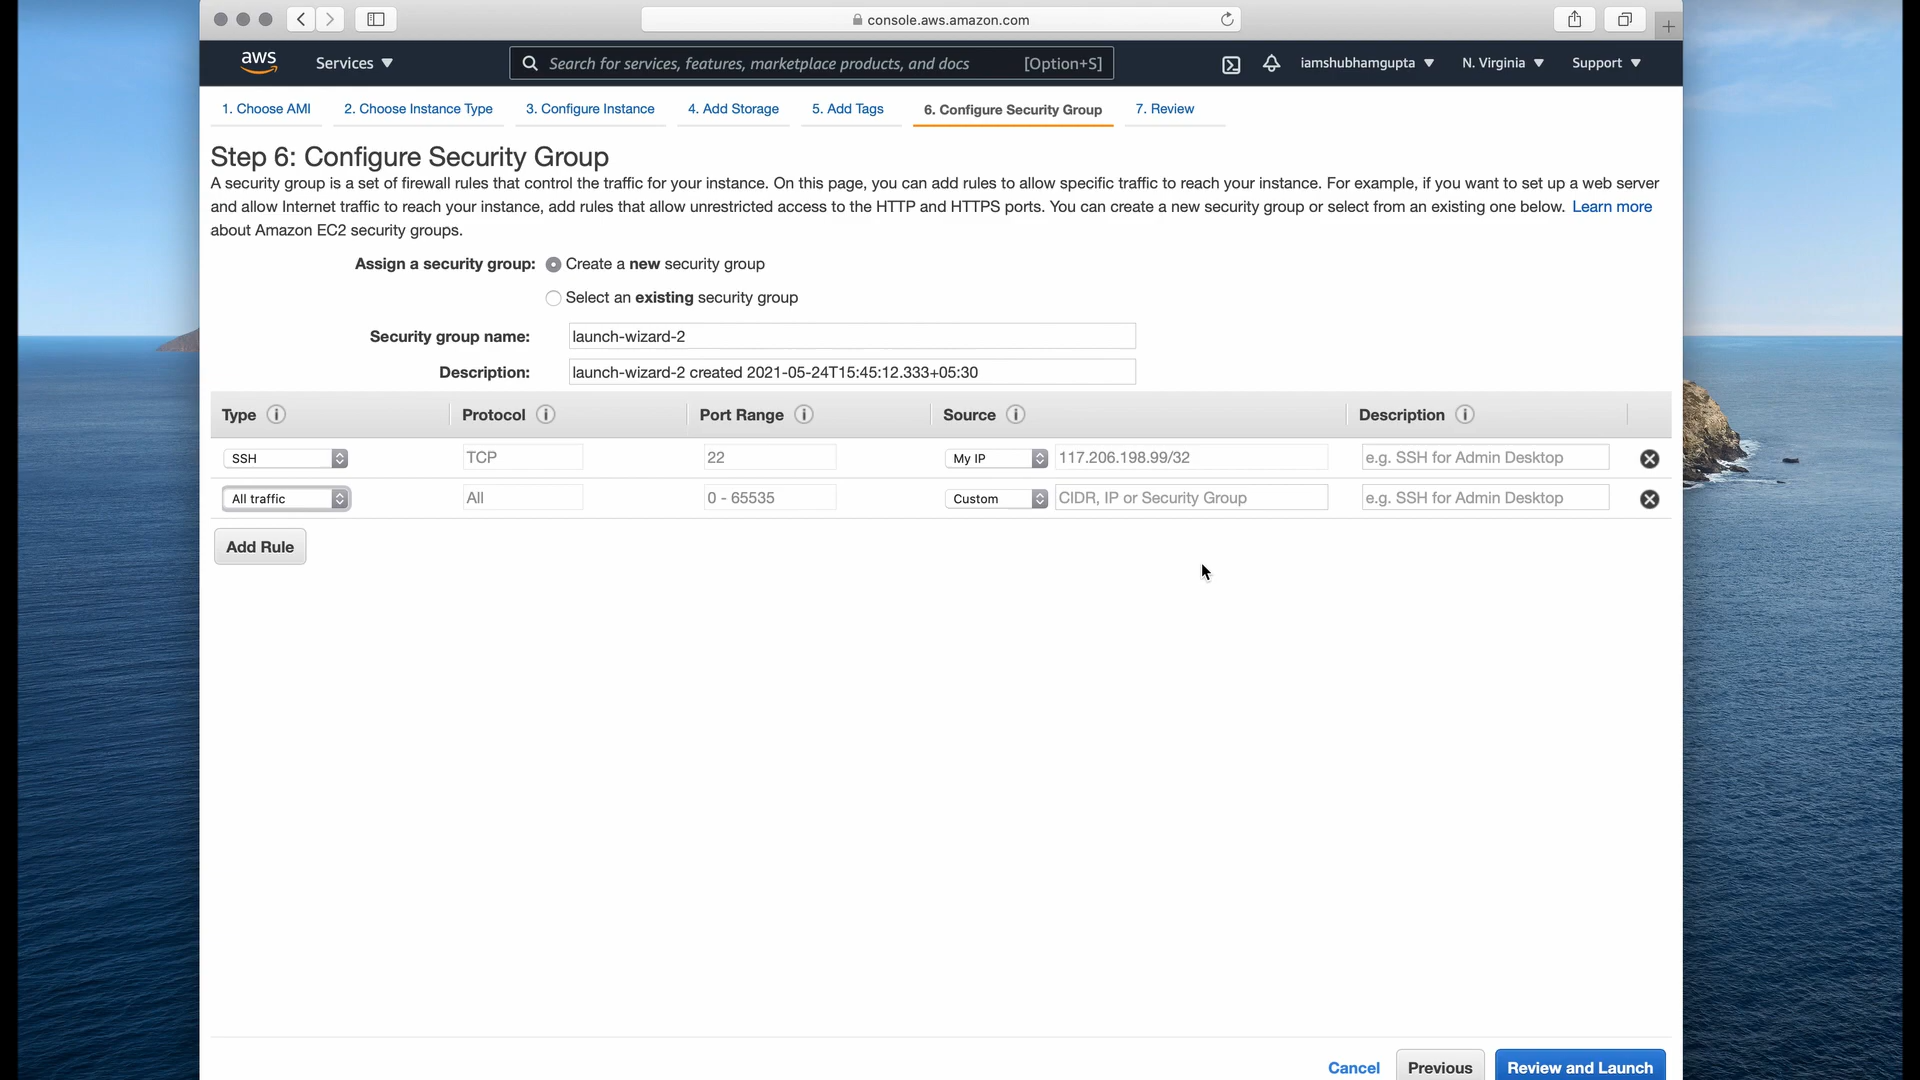 console.aws.amazon.com
aws Services Search for services, features, marketplace products, and docs [Option+S] iamshubhamgupta N. Virginia Support
1. Choose AMI 2. Choose Instance Type 3. Configure Instance 4. Add Storage 5. Add Tags 6. Configure Security Group 7. Review
Step 6: Configure Security Group
A security group is a set of firewall rules that control the traffic for your instance. On this page, you can add rules to allow specific traffic to reach your instance. For example, if you want to set up a web server
and allow Internet traffic to reach your instance, add rules that allow unrestricted access to the HTTP and HTTPS ports. You can create a new security group or select from an existing one below. Learn more
about Amazon EC2 security groups.
Assign a security group: Create a new security group
Select an existing security group
Security group name: launch-wizard-2
Description: launch-wizard-2 created 2021-05-24T15:45:12.333+05:30
Type i Protocol i Port Range i Source i Description i
SSH TCP 22 My IP 117.206.198.99/32 e.g. SSH for Admin Desktop
All traffic All 0 - 65535 Custom CIDR, IP or Security Group e.g. SSH for Admin Desktop
Add Rule
Cancel Previous Review and Launch